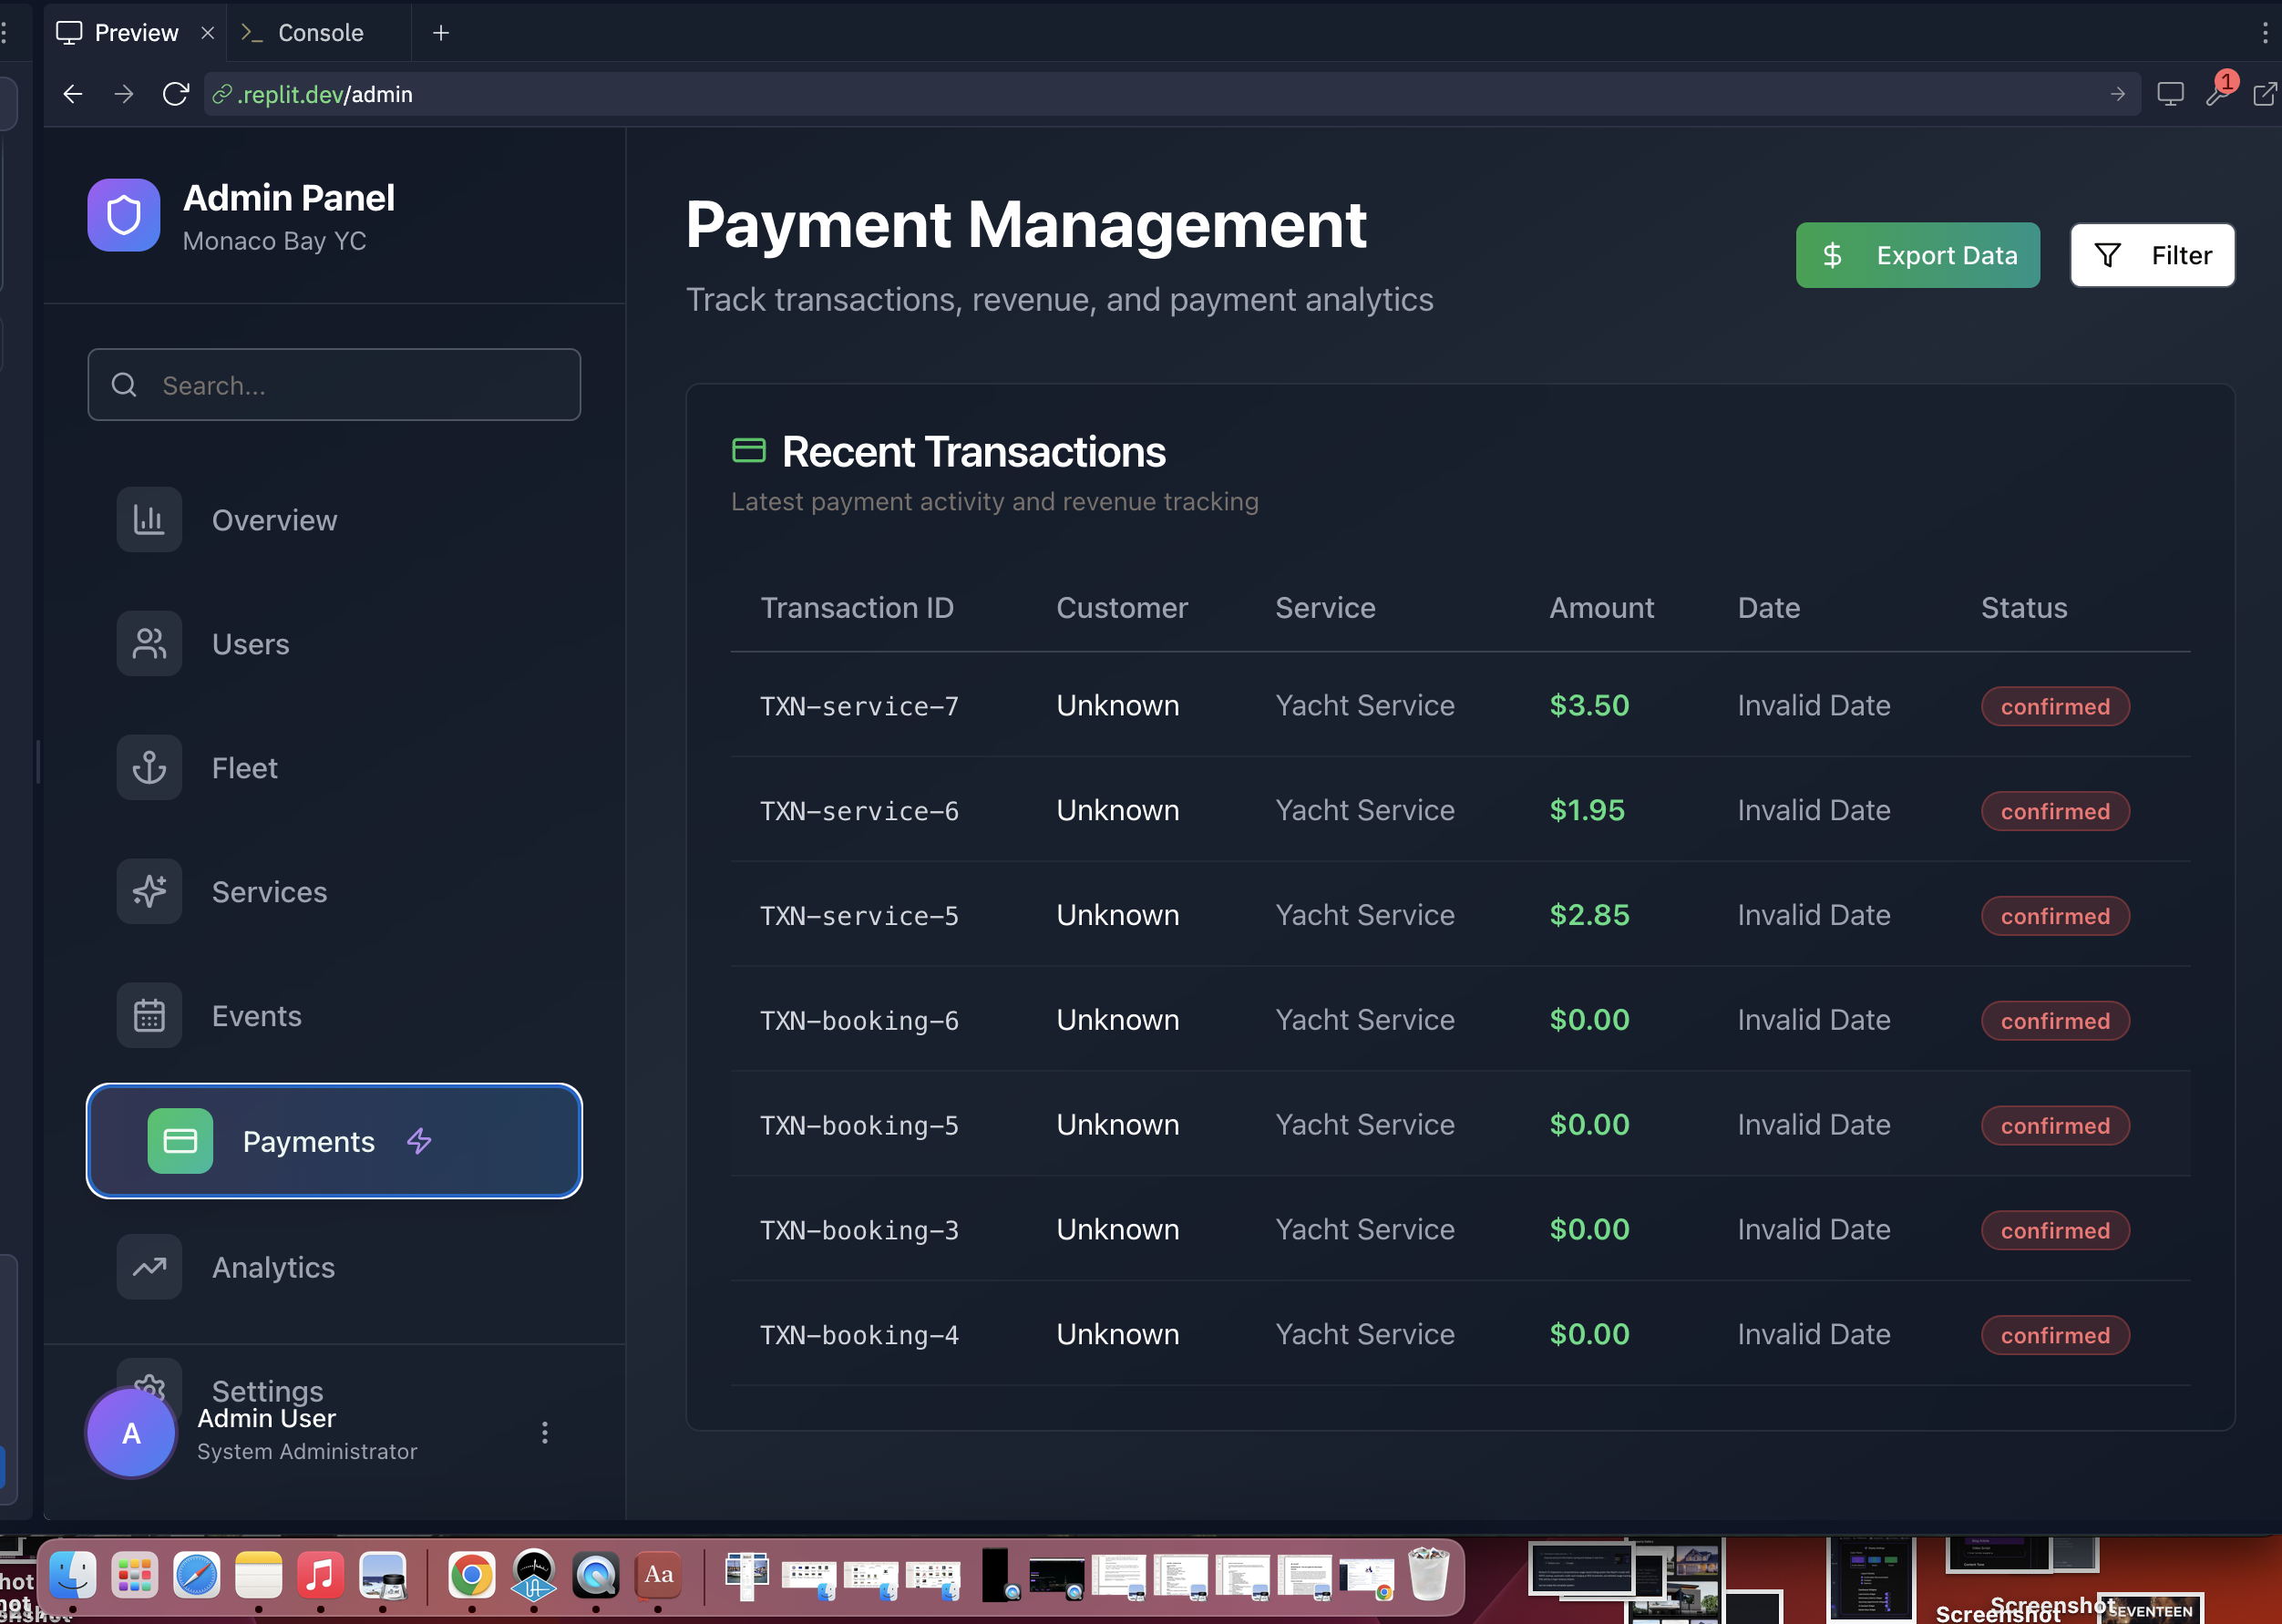 Preview
Console
.replit.dev/admin
1
Admin Panel
Monaco Bay YC
Search...
Overview
Users
Fleet
Services
Events
Payments
Analytics
Settings
A
Admin User
System Administrator
Payment Management
Track transactions, revenue, and payment analytics
Export Data
Filter
Recent Transactions
Latest payment activity and revenue tracking
Transaction ID Customer Service Amount Date Status
TXN-service-7 Unknown Yacht Service $3.50 Invalid Date confirmed
TXN-service-6 Unknown Yacht Service $1.95 Invalid Date confirmed
TXN-service-5 Unknown Yacht Service $2.85 Invalid Date confirmed
TXN-booking-6 Unknown Yacht Service $0.00 Invalid Date confirmed
TXN-booking-5 Unknown Yacht Service $0.00 Invalid Date confirmed
TXN-booking-3 Unknown Yacht Service $0.00 Invalid Date confirmed
TXN-booking-4 Unknown Yacht Service $0.00 Invalid Date confirmed
Aa
Screenshot
Screenshot
SEVENTEEN